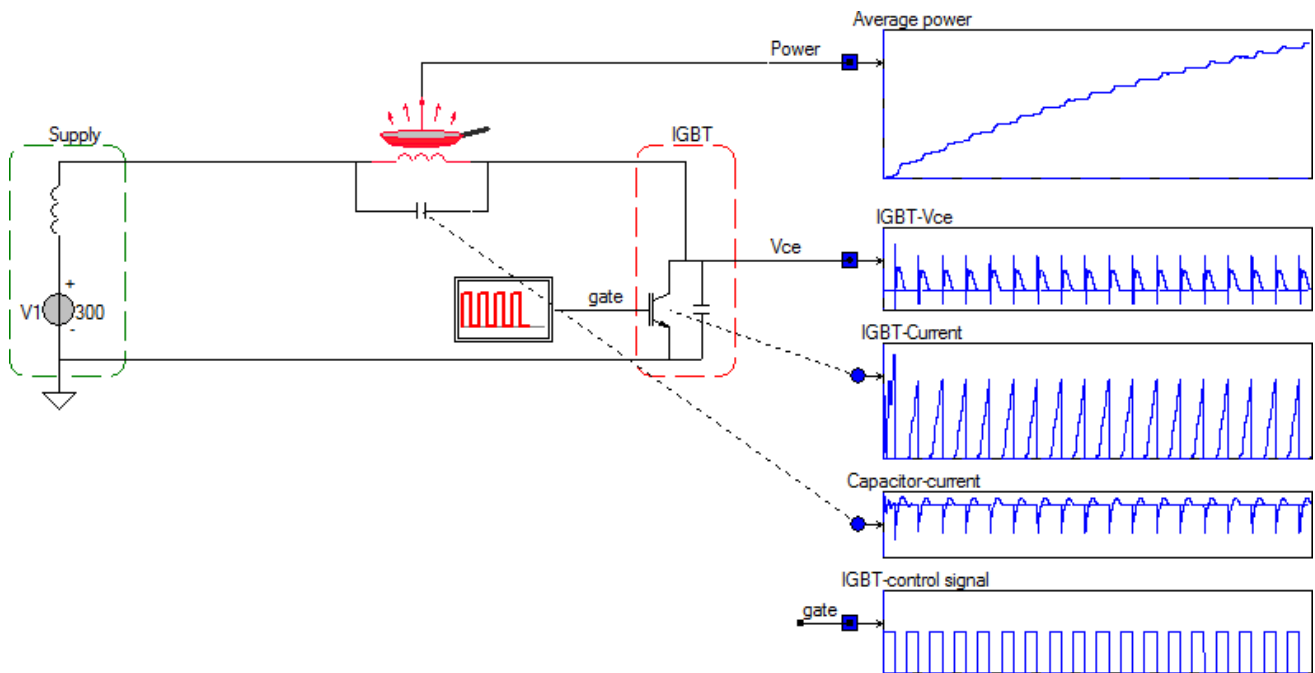 Average power
Power
Supply
IGBT
IGBT-Vce
Vce
+
V1
300
-
gate
IGBT-Current
Capacitor-current
IGBT-control signal
gate